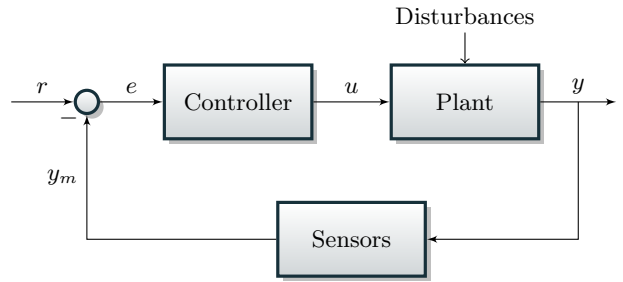 Disturbances
r
e
Controller
u
Plant
y
−
y_m
Sensors